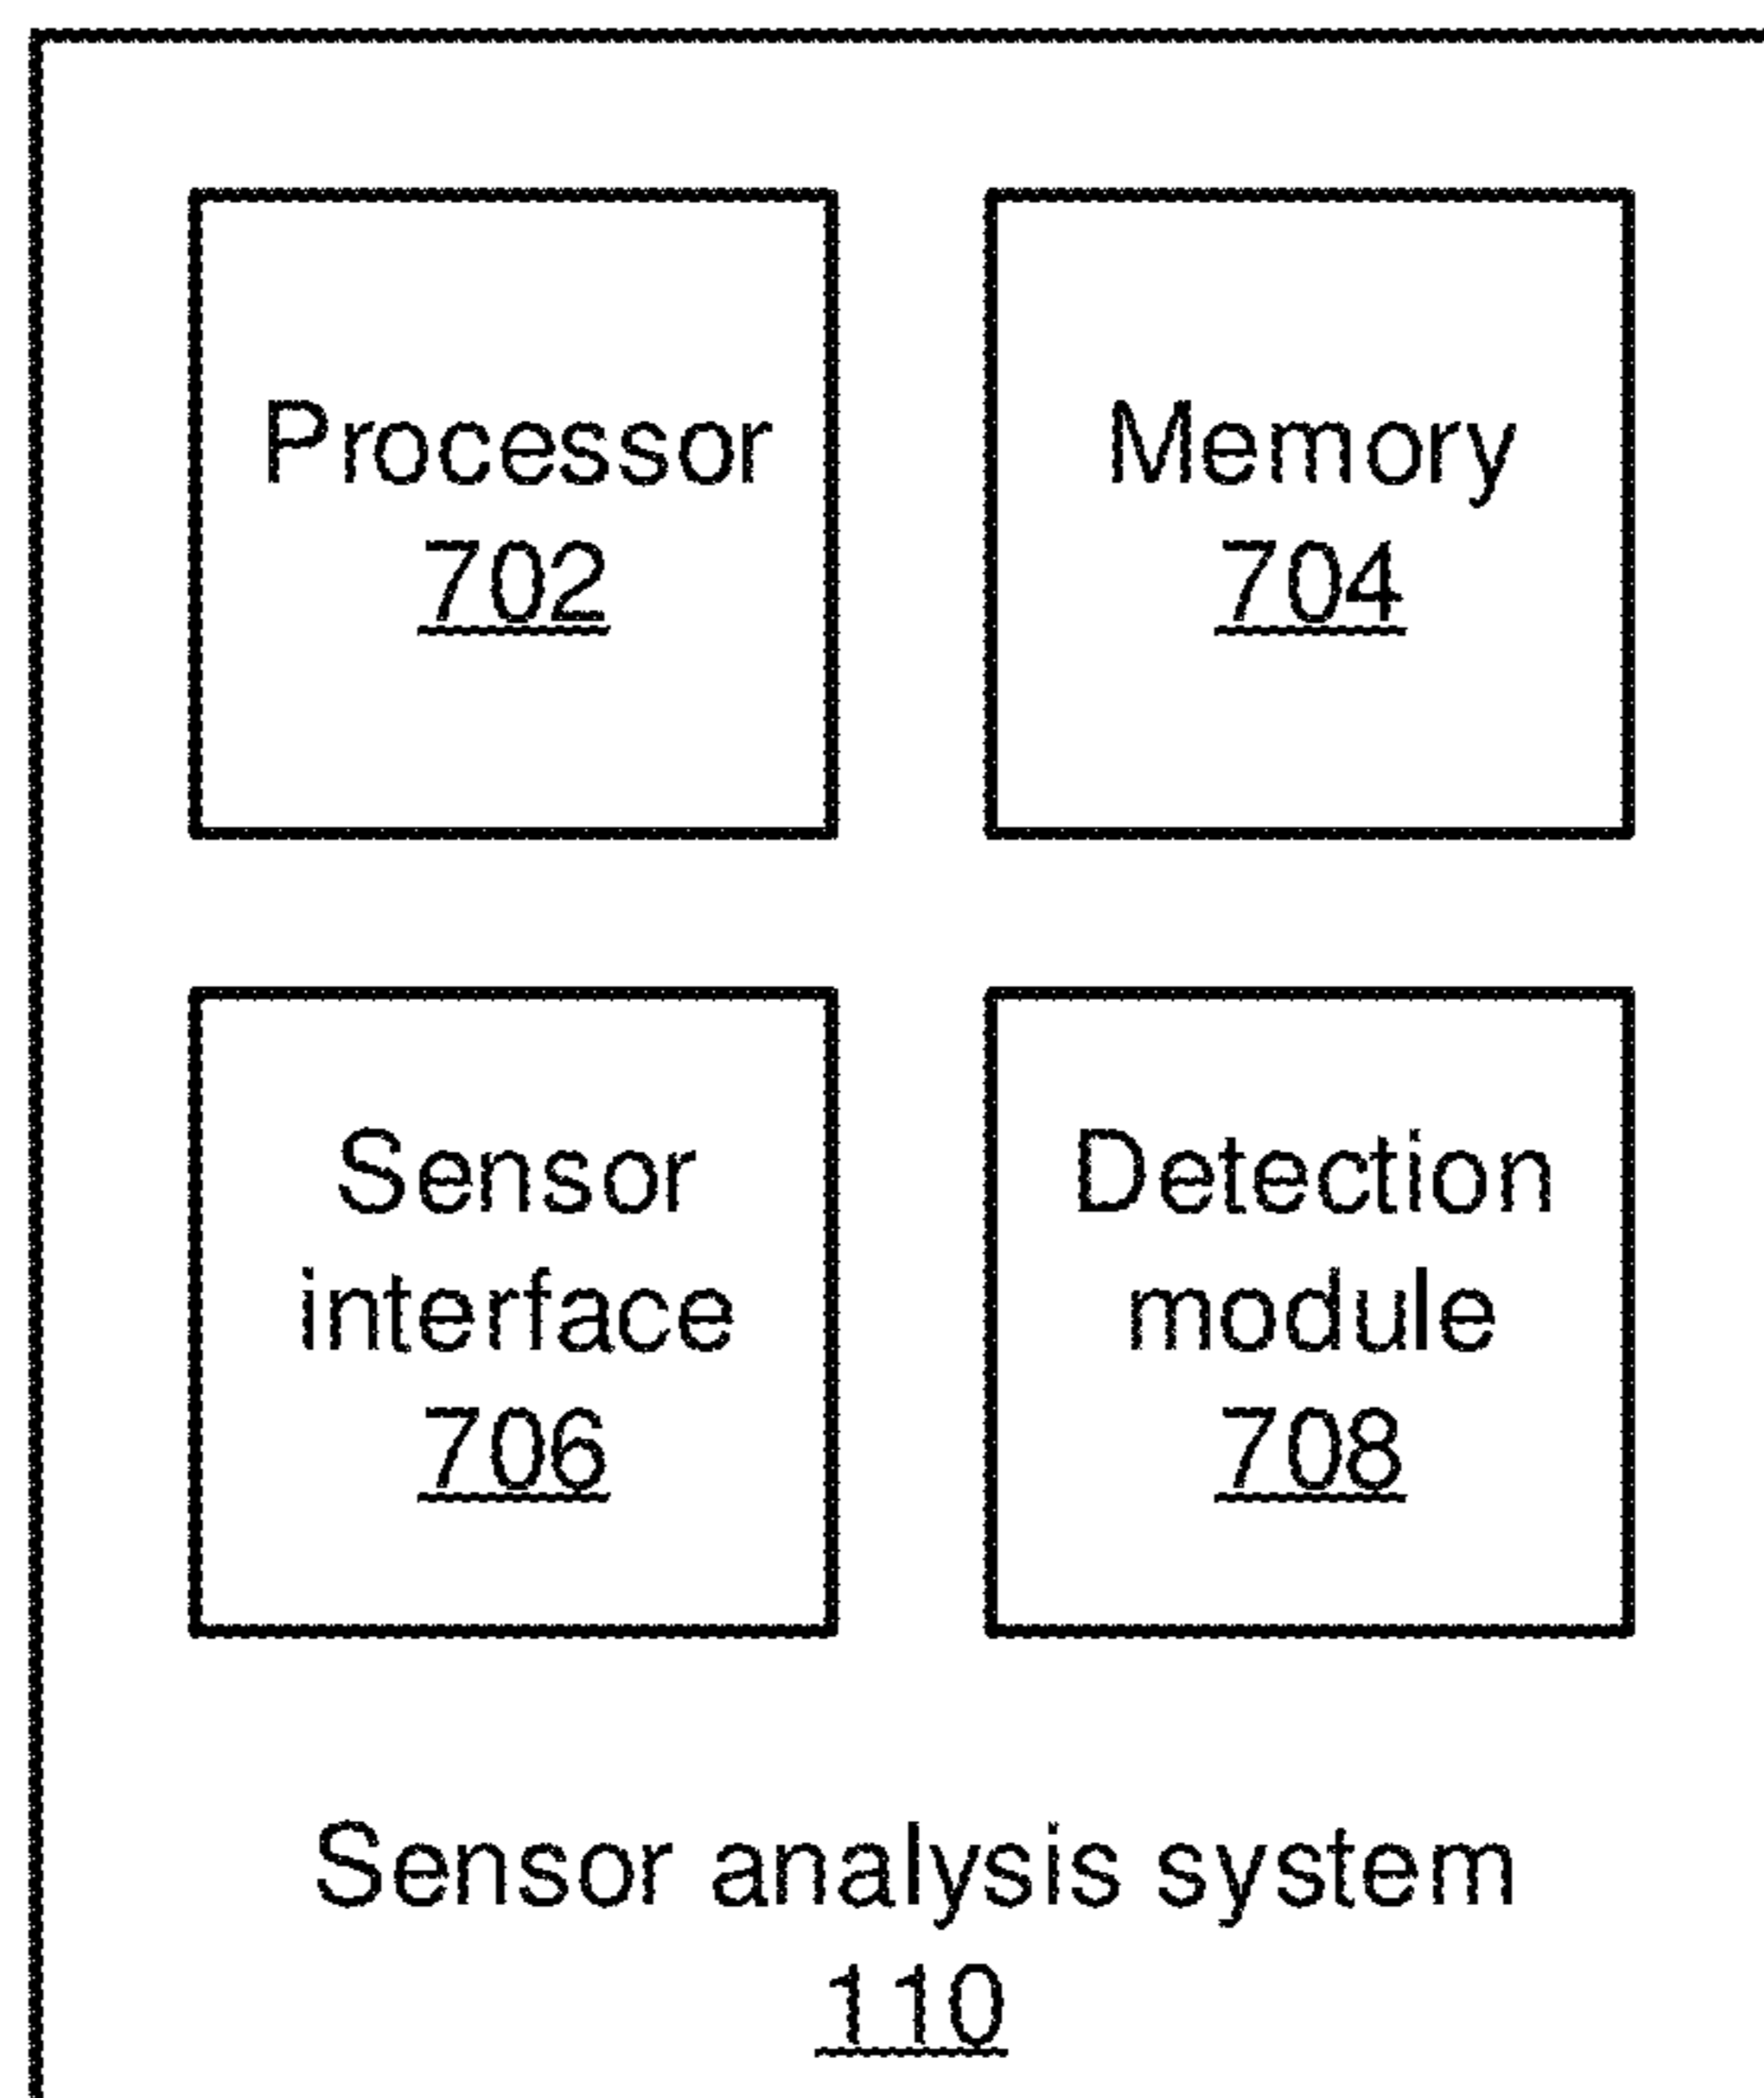 Processor
702
Memory
704
Sensor
interface
706
Detection
module
708
Sensor analysis system
110